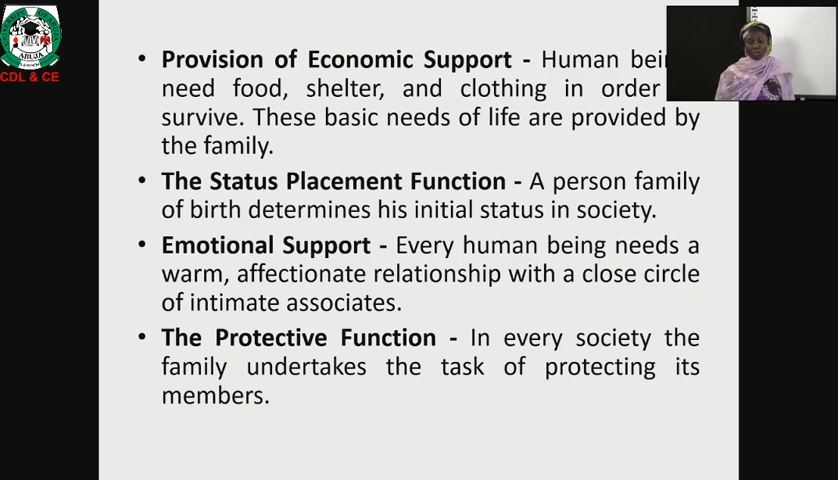 • Provision of Economic Support - Human
need food, shelter, and clothing in order
survive. These basic needs of life are provided by
the family.
• The Status Placement Function - A person family
of birth determines his initial status in society.
• Emotional Support - Every human being needs a
warm, affectionate relationship with a close circle
of intimate associates.
• The Protective Function - In every society the
family undertakes the task of protecting its
members.
ABUJA
CDL & CE